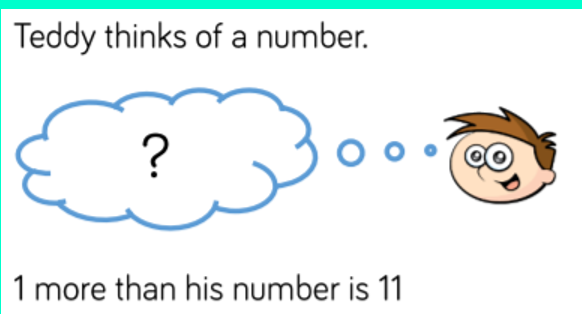 Teddy thinks of a number.
?
1 more than his number is 11